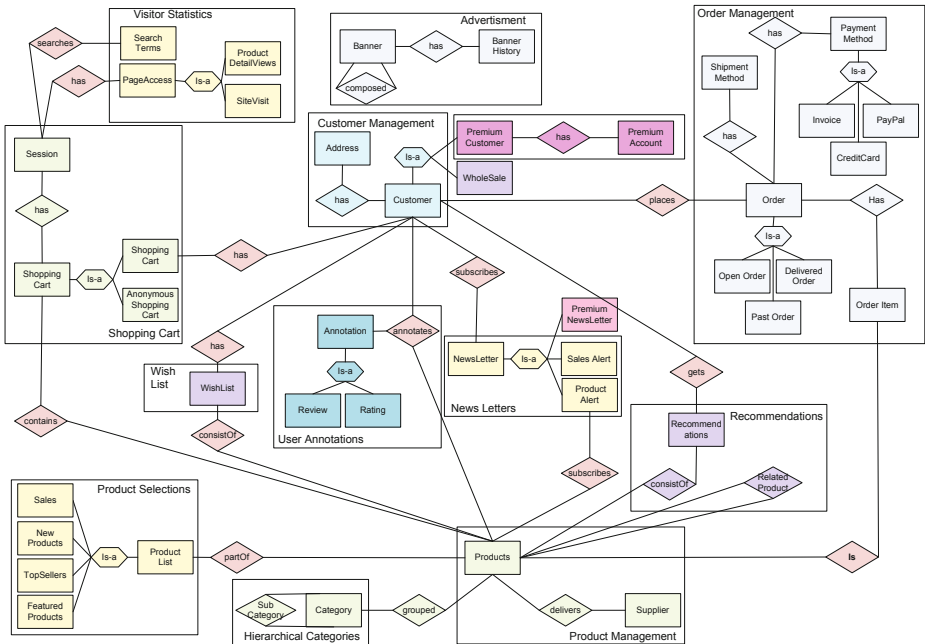 Visitor Statistics
searches
Search
Terms
Product
DetailViews
has
PageAccess
Is-a
SiteVisit
Advertisment
Banner
has
Banner
History
composed
Order Management
has
Payment
Method
Shipment
Method
Is-a
Invoice
PayPal
has
CreditCard
Order
Has
Is-a
Open Order
Delivered
Order
Past Order
Order Item
Customer Management
Address
Is-a
Premium
Customer
has
Premium
Account
WholeSale
has
Customer
places
Session
has
Shopping
Cart
Is-a
Shopping
Cart
Anonymous
Shopping
Cart
Shopping Cart
has
subscribes
Annotation
annotates
Is-a
Review
Rating
User Annotations
Premium
NewsLetter
NewsLetter
Is-a
Sales Alert
Product
Alert
News Letters
has
Wish
List
WishList
consistOf
contains
gets
Recommendations
Recommend
ations
consistOf
Related
Product
subscribes
Product Selections
Sales
New
Products
Is-a
Product
List
TopSellers
Featured
Products
partOf
Products
Is
Sub
Category
Category
grouped
delivers
Supplier
Hierarchical Categories
Product Management